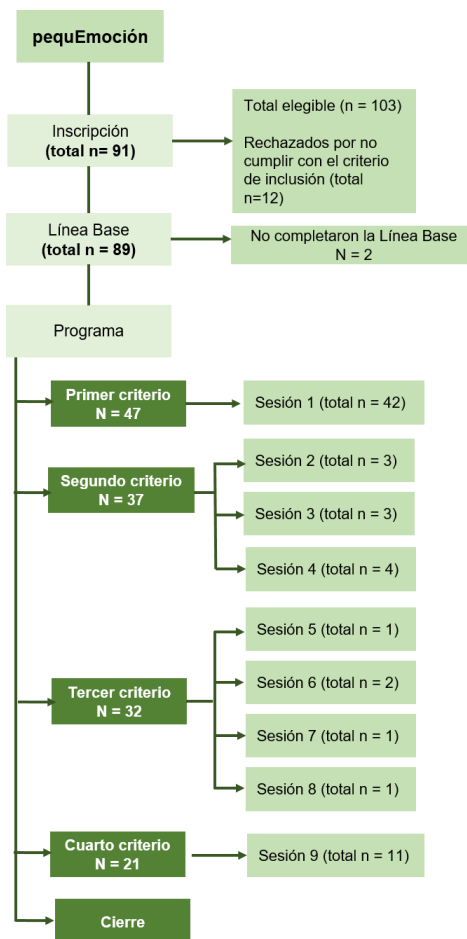 pequEmoción
Inscripción
(total n= 91)
Total elegible (n = 103)
Rechazados por no
cumplir con el criterio
de inclusión (total
n=12)
Línea Base
(total n = 89)
No completaron la Línea Base
N = 2
Programa
Primer criterio
N = 47
Sesión 1 (total n = 42)
Segundo criterio
N = 37
Sesión 2 (total n = 3)
Sesión 3 (total n = 3)
Sesión 4 (total n = 4)
Tercer criterio
N = 32
Sesión 5 (total n = 1)
Sesión 6 (total n = 2)
Sesión 7 (total n = 1)
Sesión 8 (total n = 1)
Cuarto criterio
N = 21
Sesión 9 (total n = 11)
Cierre